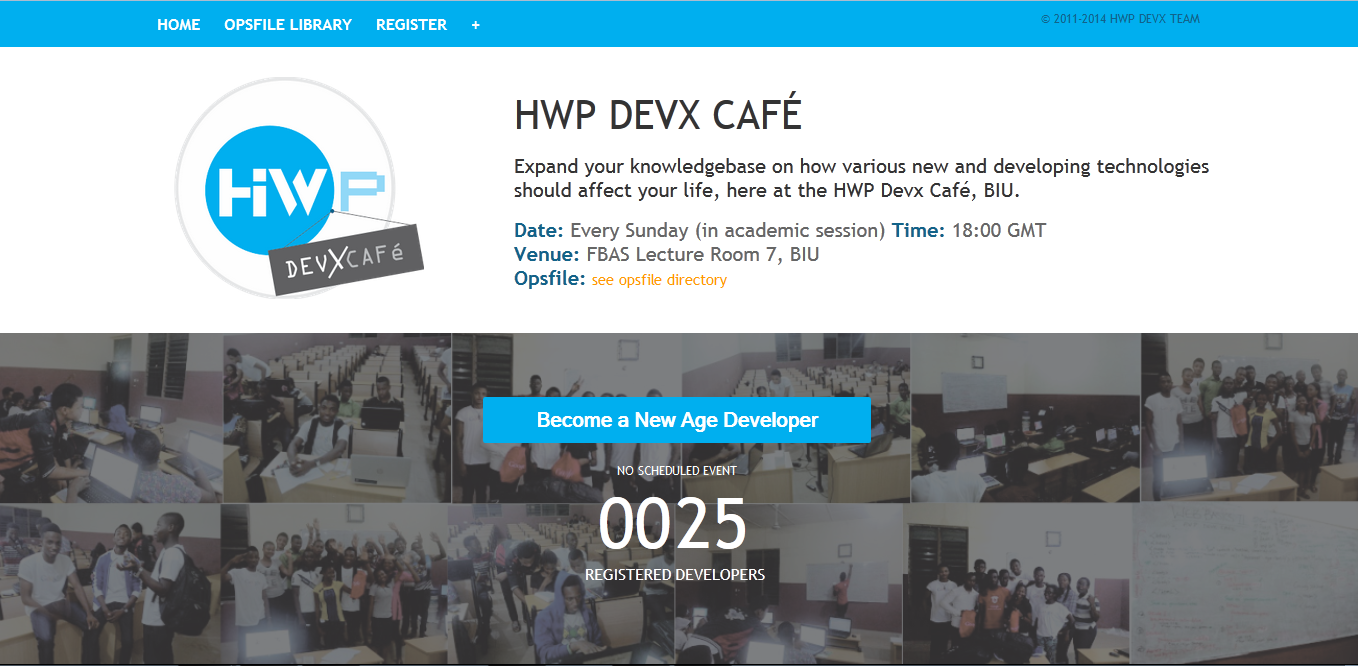 HOME OPSFILE LIBRARY REGISTER +
© 2011-2014 HWP DEVX TEAM
HiWP
DEVXCAFé
HWP DEVX CAFÉ
Expand your knowledgebase on how various new and developing technologies
should affect your life, here at the HWP Devx Café, BIU.
Date: Every Sunday (in academic session) Time: 18:00 GMT
Venue: FBAS Lecture Room 7, BIU
Opsfile: see opsfile directory
Become a New Age Developer
NO SCHEDULED EVENT
0025
REGISTERED DEVELOPERS